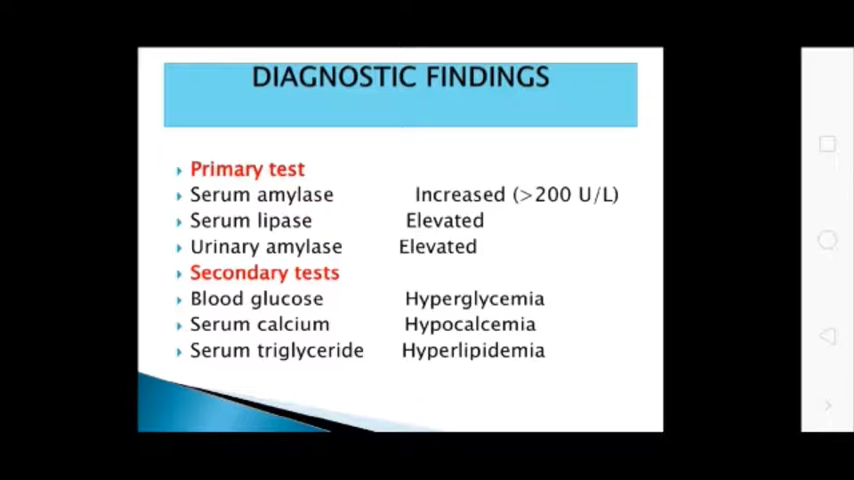 DIAGNOSTIC FINDINGS
Primary test
Serum amylase Increased (>200 U/L)
Serum lipase Elevated
Urinary amylase Elevated
Secondary tests
Blood glucose Hyperglycemia
Serum calcium Hypocalcemia
Serum triglyceride Hyperlipidemia